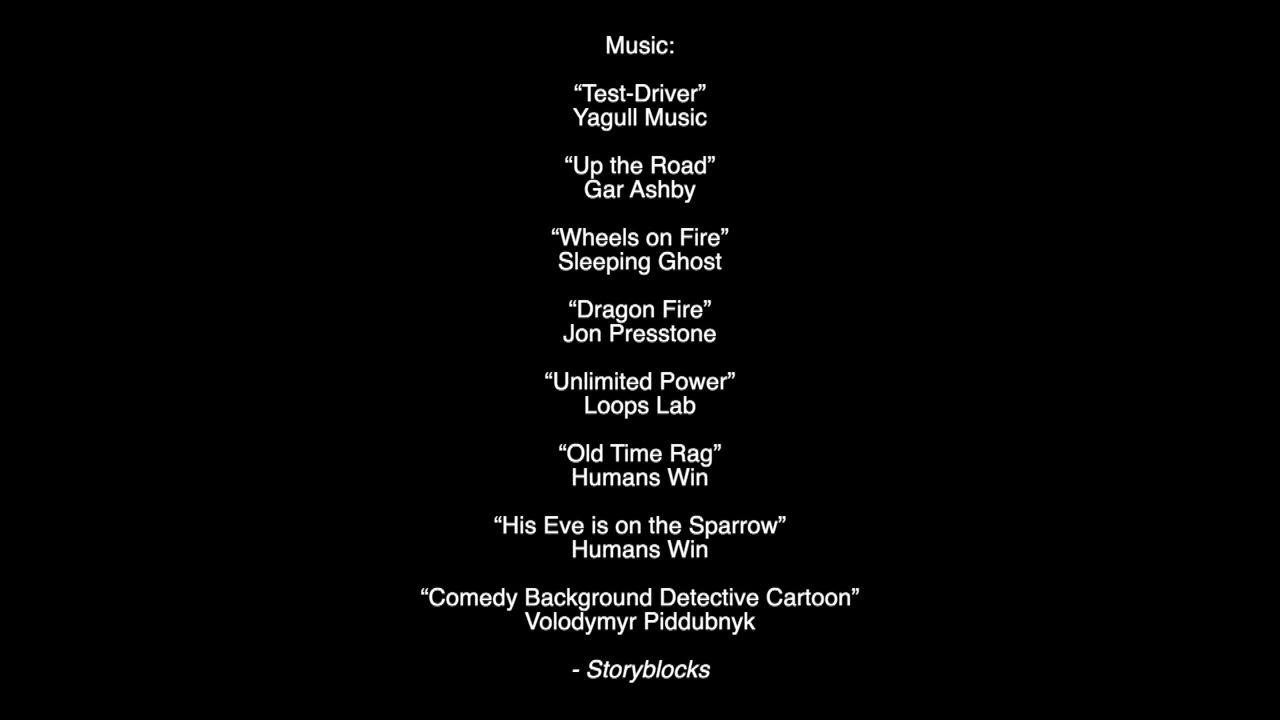 Music:
“Test-Driver”
Yagull Music
“Up the Road”
Gar Ashby
“Wheels on Fire”
Sleeping Ghost
“Dragon Fire”
Jon Presstone
“Unlimited Power”
Loops Lab
“Old Time Rag”
Humans Win
“His Eve is on the Sparrow”
Humans Win
“Comedy Background Detective Cartoon”
Volodymyr Piddubnyk
- Storyblocks